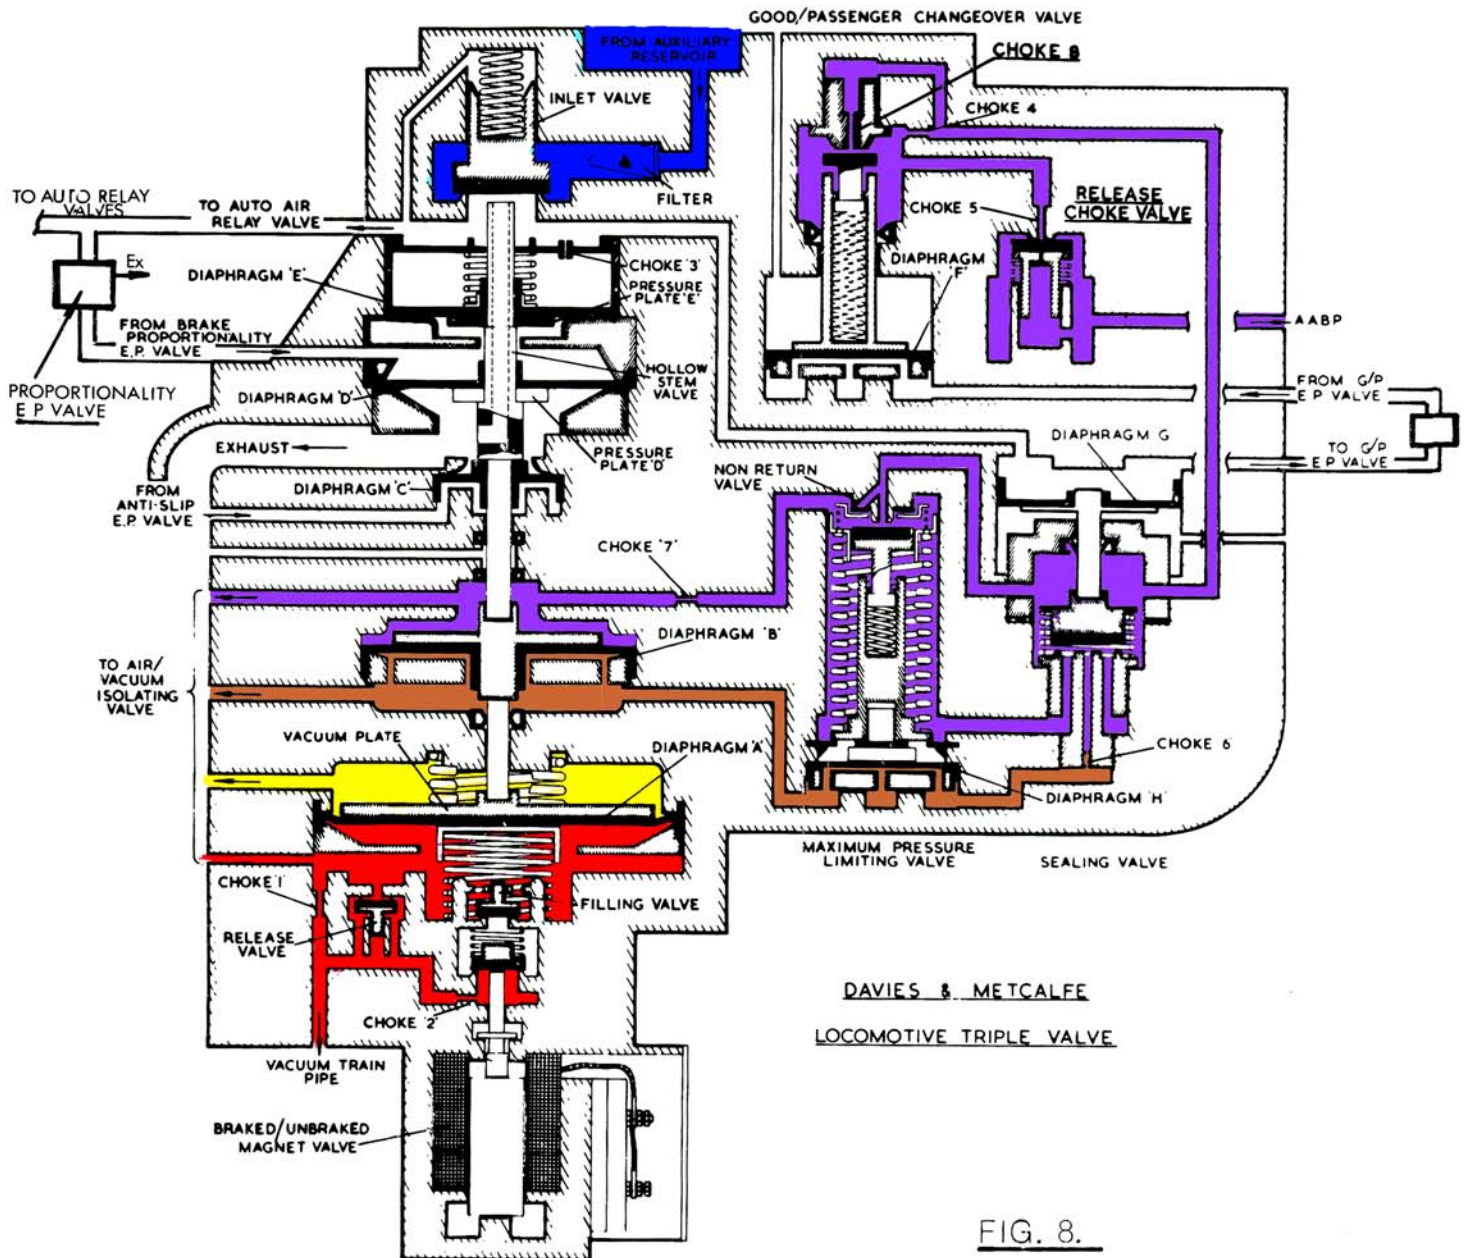 GOOD/PASSENGER CHANGEOVER VALVE
FROM AUXILIARY
RESERVOIR
CHOKE 8
INLET VALVE
CHOKE 4
FILTER
TO AUTO RELAY
VALVES
TO AUTO AIR
RELAY VALVE
CHOKE 5
RELEASE
CHOKE VALVE
Ex
DIAPHRAGM 'E'
CHOKE '3'
DIAPHRAGM
'F'
PRESSURE
PLATE 'E'
FROM BRAKE
PROPORTIONALITY
E.P. VALVE
AABP
PROPORTIONALITY
E P VALVE
DIAPHRAGM 'D'
HOLLOW
STEM
VALVE
FROM G/P
E P VALVE
EXHAUST
PRESSURE
PLATE 'D'
DIAPHRAGM G
TO G/P
E P VALVE
NON RETURN
VALVE
DIAPHRAGM 'C'
FROM
ANTI-SLIP
E.P. VALVE
CHOKE '7'
DIAPHRAGM 'B'
TO AIR/
VACUUM
ISOLATING
VALVE
VACUUM PLATE
DIAPHRAGM 'A'
CHOKE 6'
DIAPHRAGM 'H'
MAXIMUM PRESSURE
LIMITING VALVE
SEALING VALVE
CHOKE '1'
FILLING VALVE
RELEASE
VALVE
CHOKE '2'
DAVIES & METCALFE
LOCOMOTIVE TRIPLE VALVE
VACUUM TRAIN
PIPE
BRAKED/UNBRAKED
MAGNET VALVE
FIG. 8.